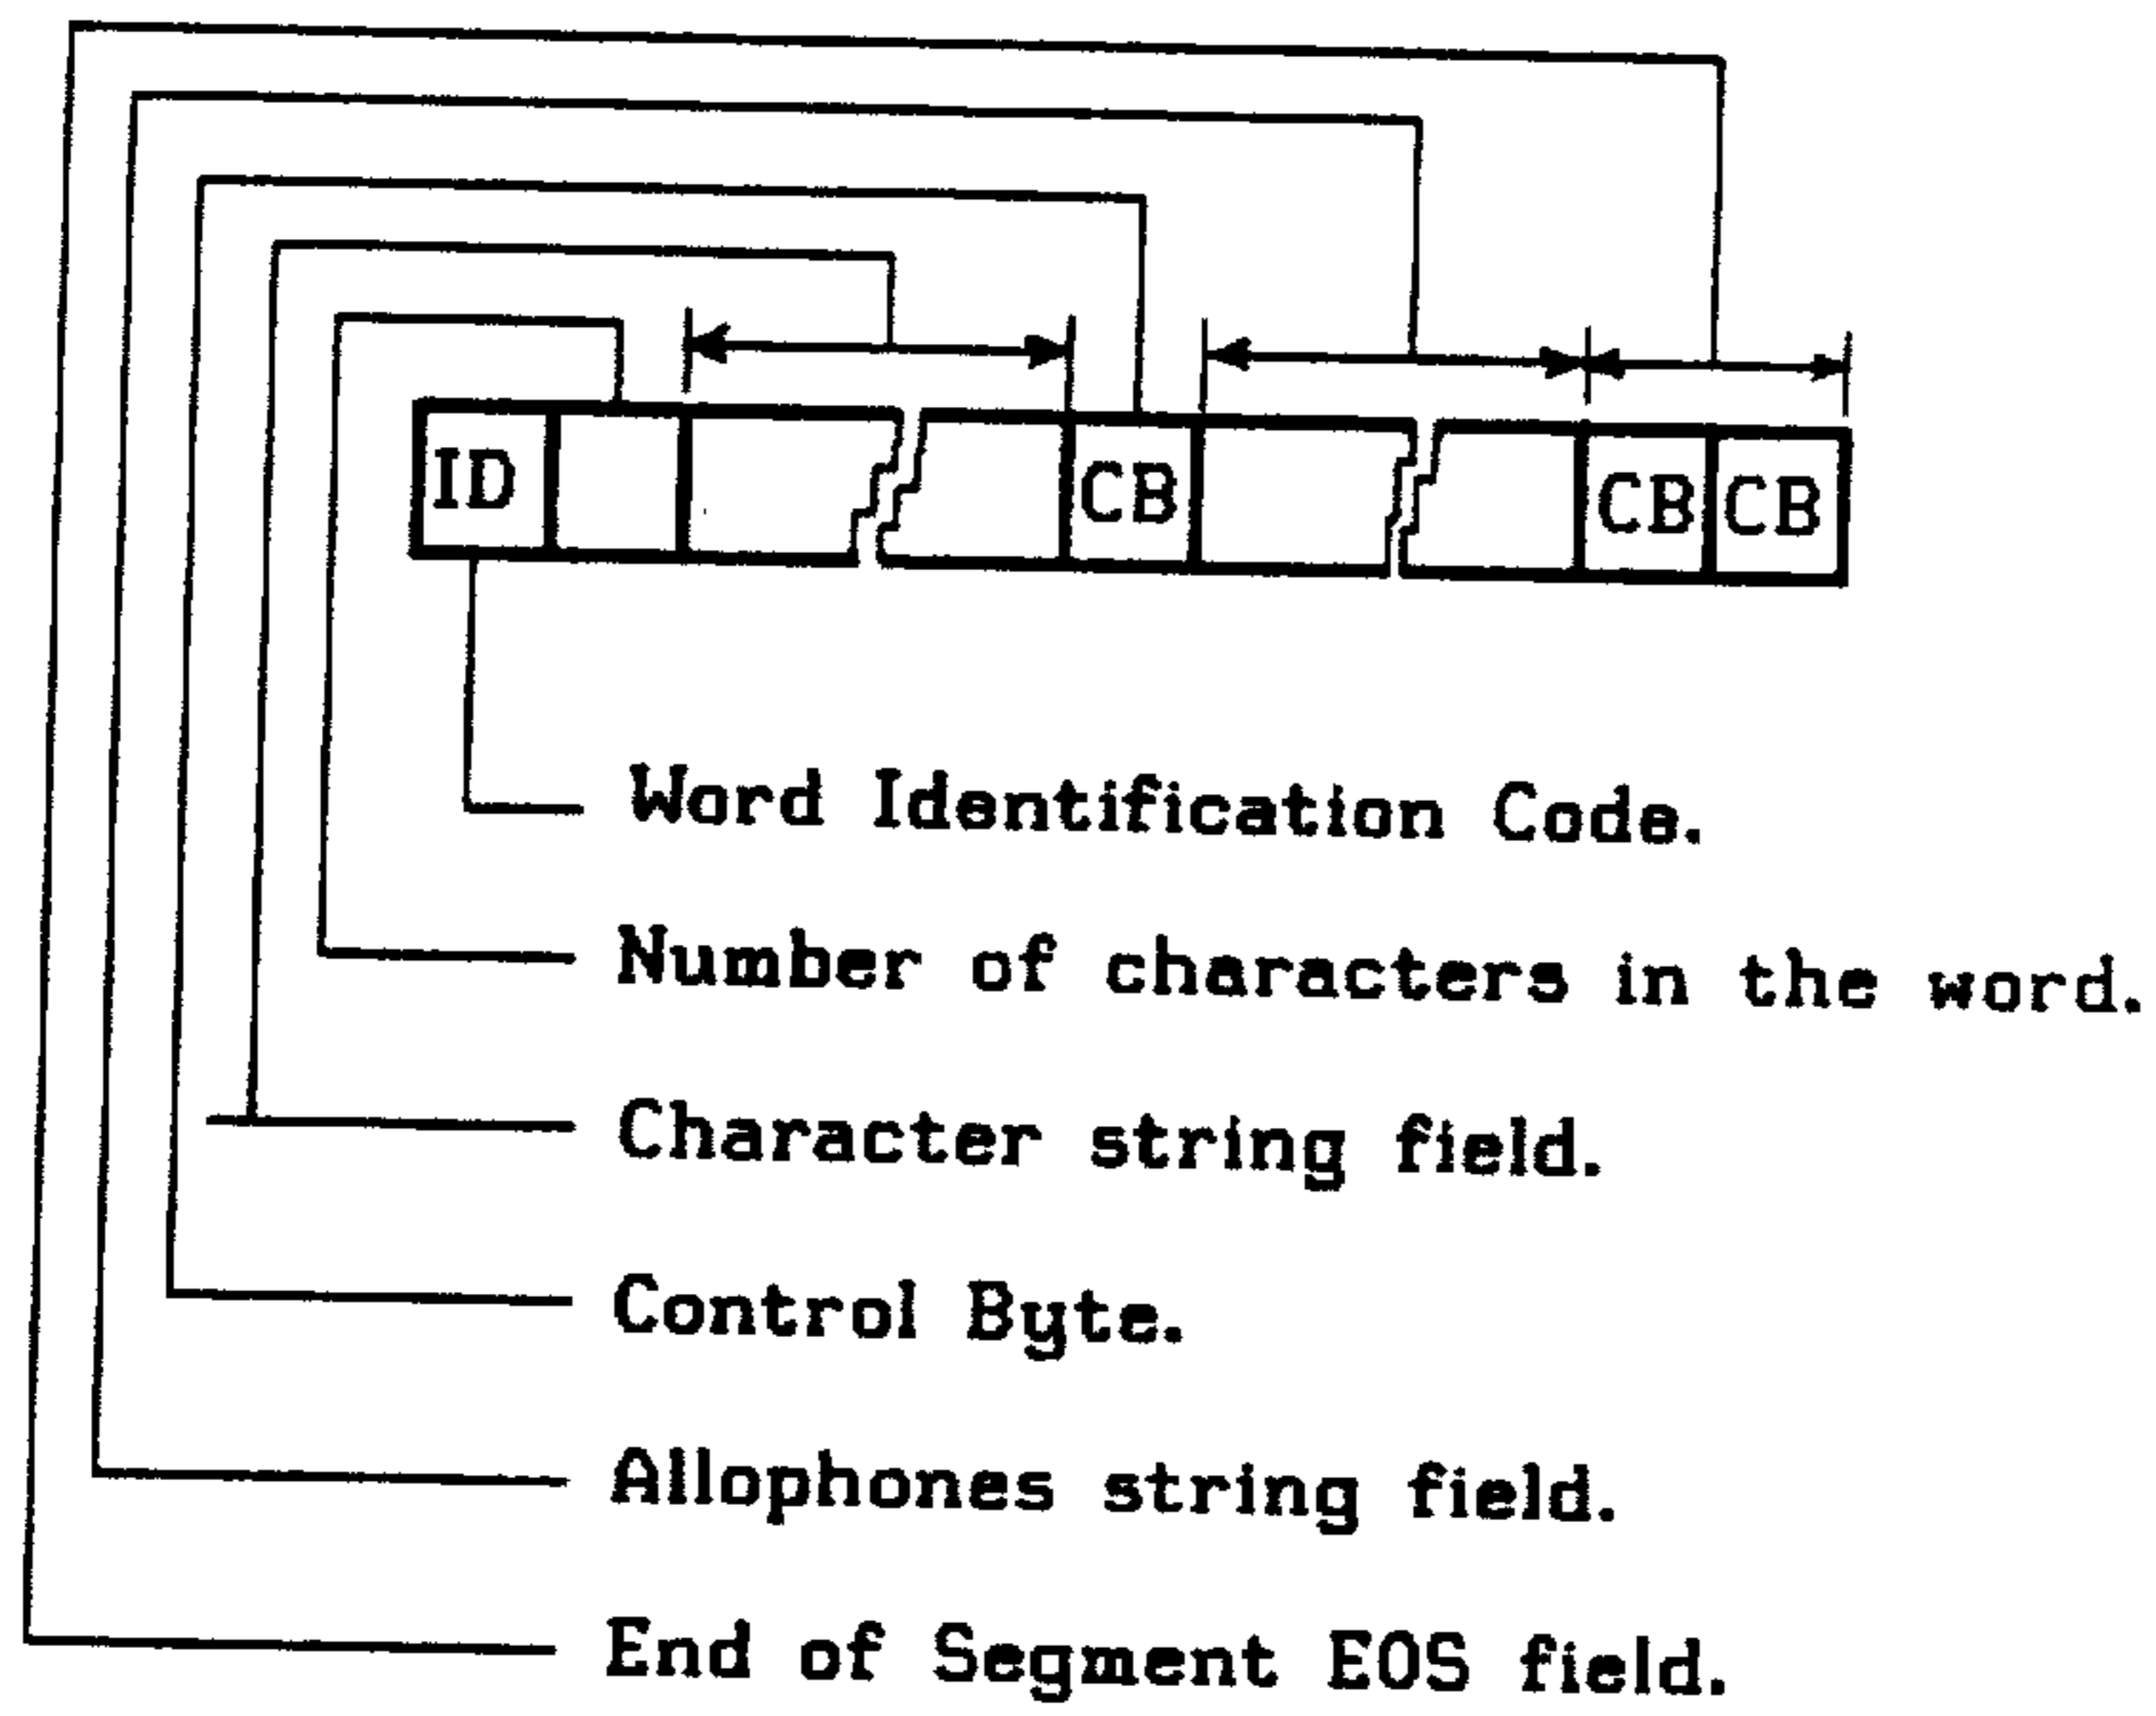 ID CB CB CB
Word Identification Code.
Number of characters in the word.
Character string field.
Control Byte.
Allophones string field.
End of Segment EOS field.